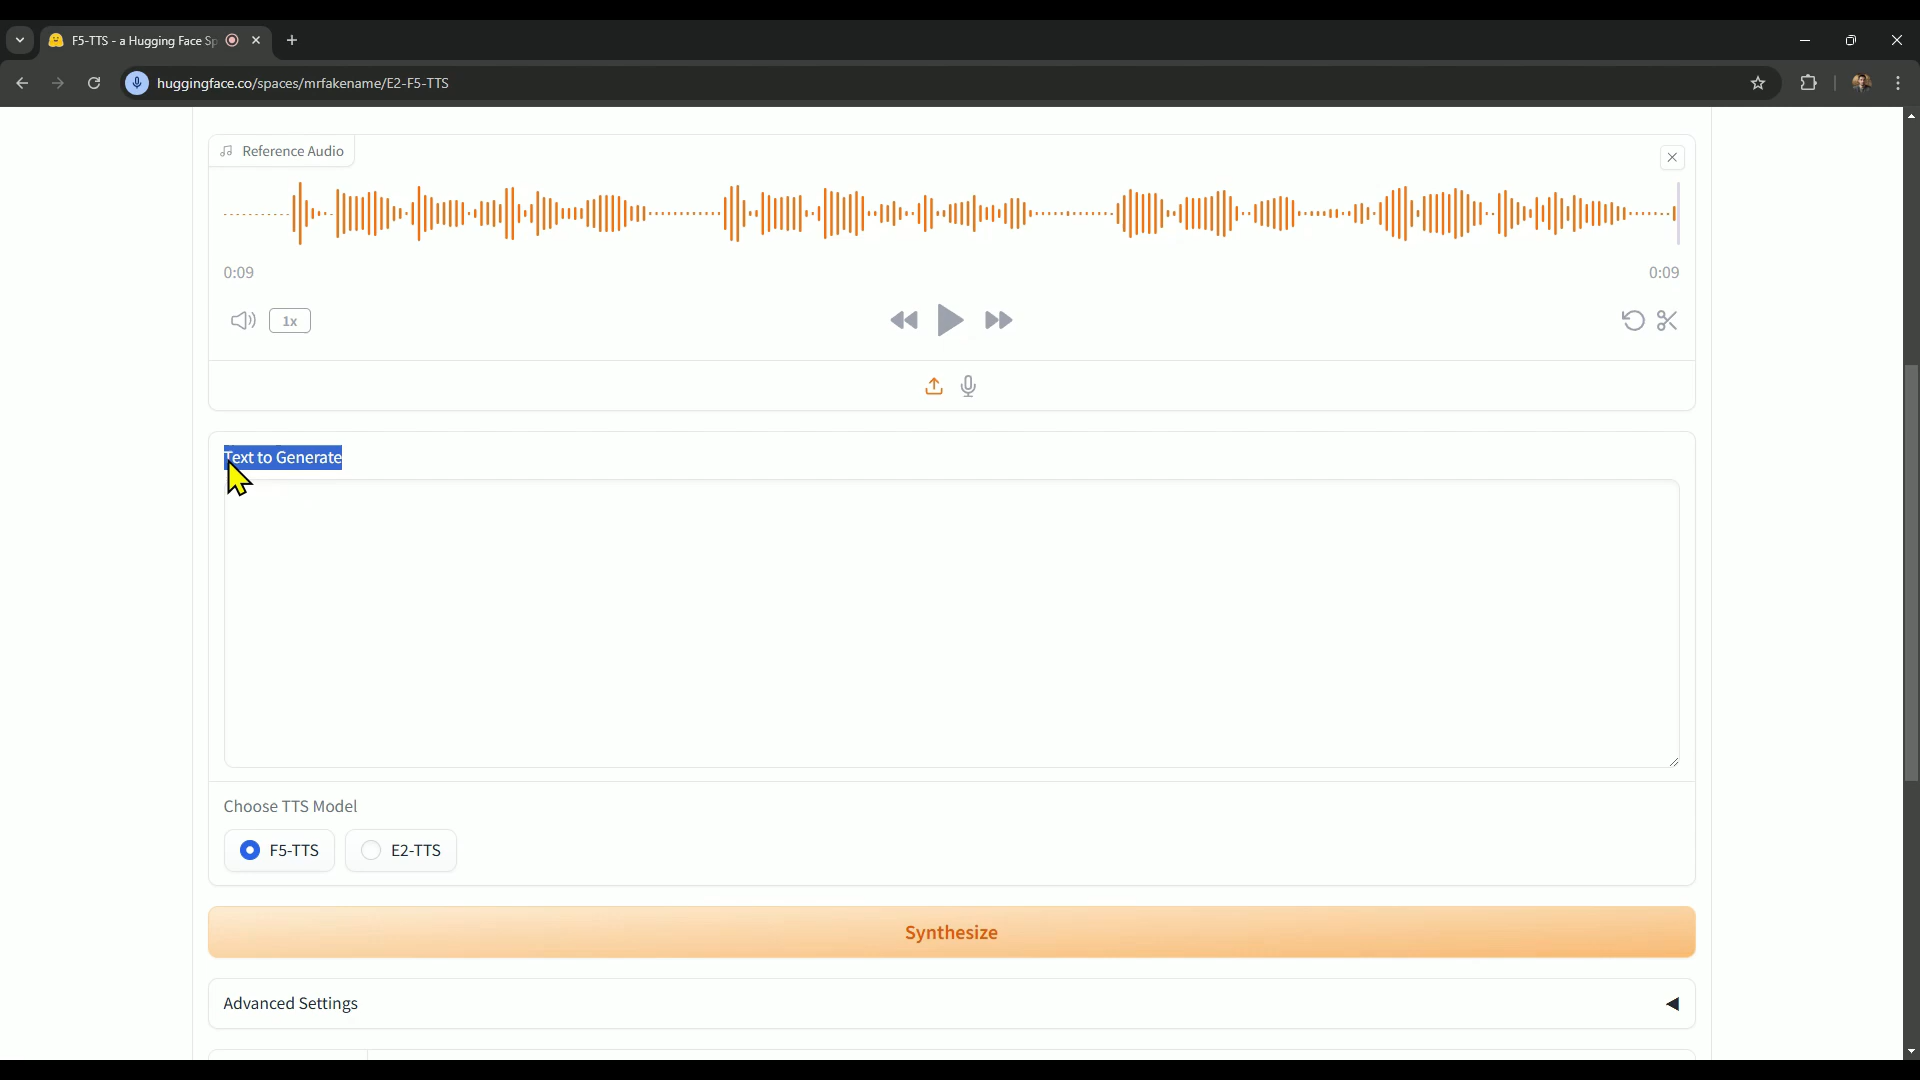 F5-TTS - a Hugging Face Sp
huggingface.co/spaces/mrfakename/E2-F5-TTS
Reference Audio
0:09
0:09
1x
Text to Generate
Choose TTS Model
F5-TTS
E2-TTS
Synthesize
Advanced Settings